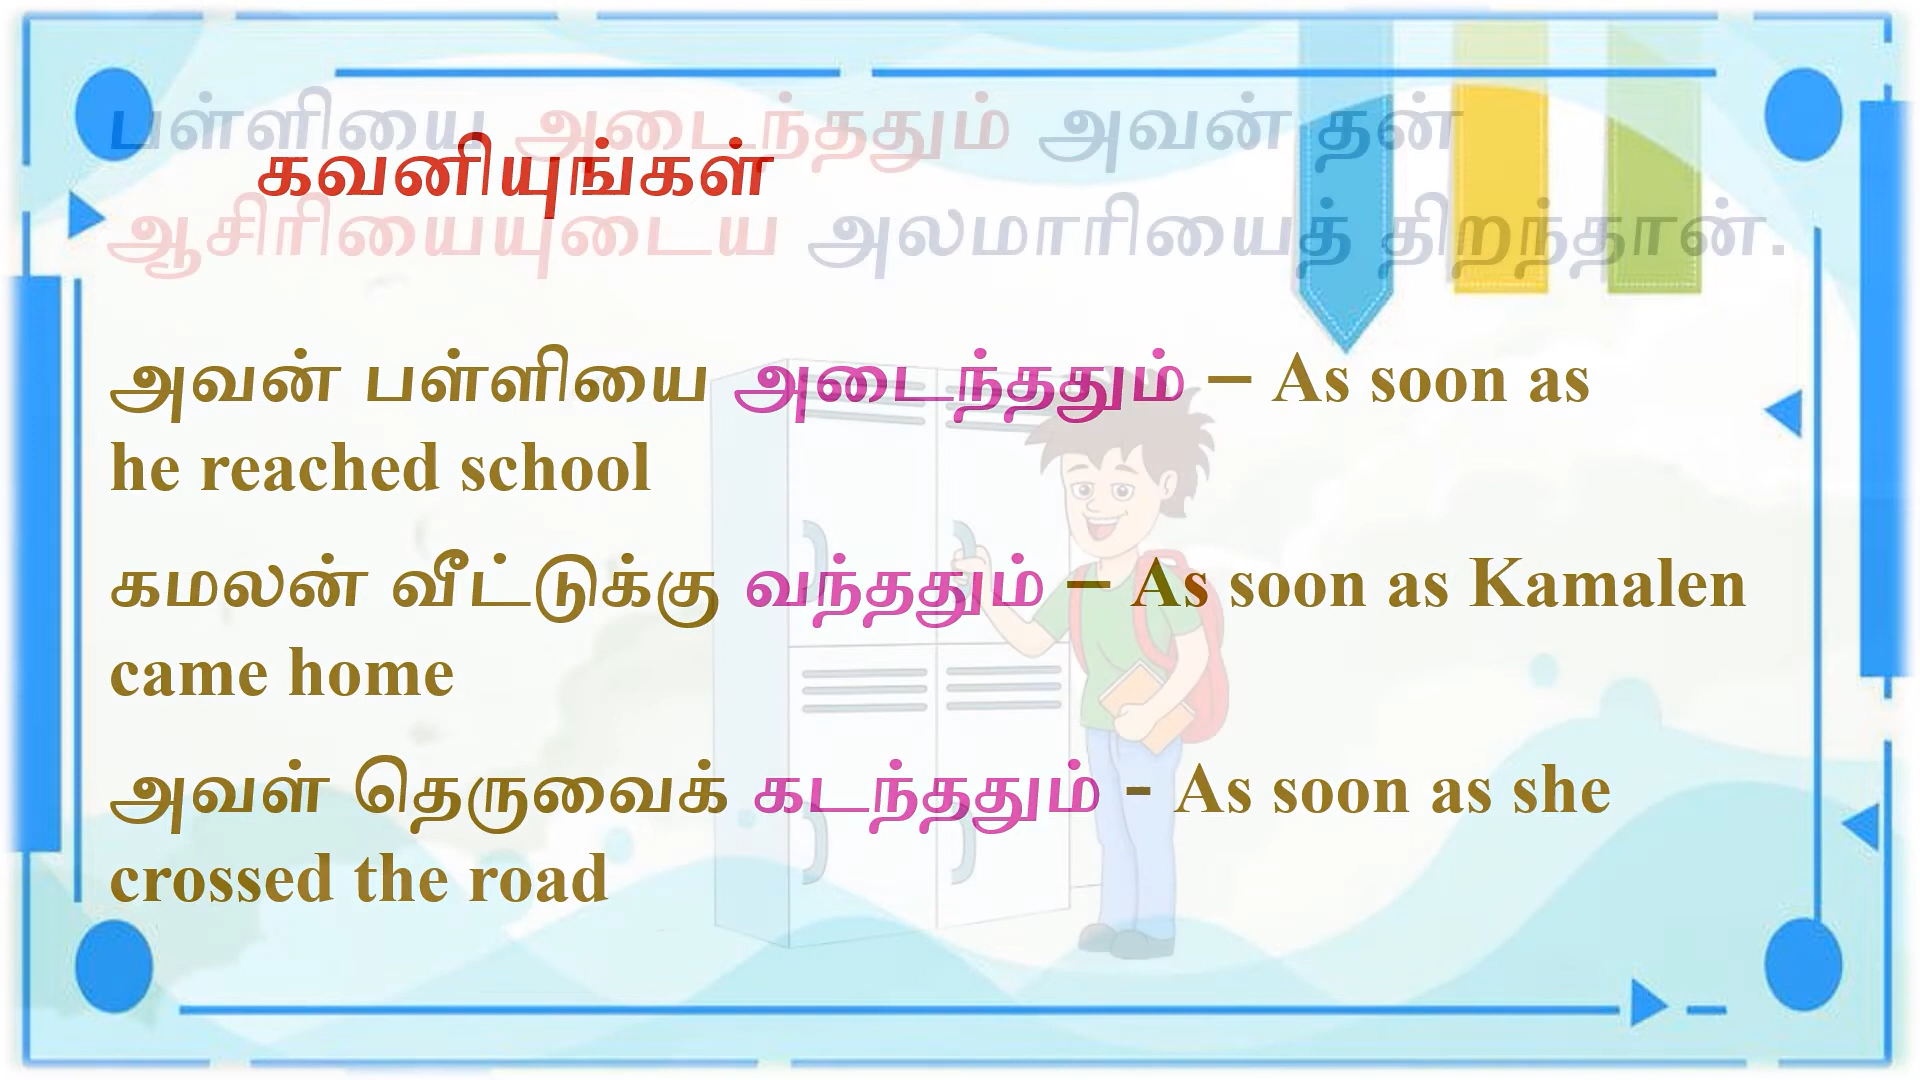 பள்ளியை அடைந்ததும் அவன் தன்
கவனியுங்கள்
ஆசிரியையுடைய அலமாரியைத் திறந்தான்.
அவன் பள்ளியை அடைந்ததும் – As soon as
he reached school
கமலன் வீட்டுக்கு வந்ததும் – As soon as Kamalen
came home
அவள் தெருவைக் கடந்ததும் - As soon as she
crossed the road